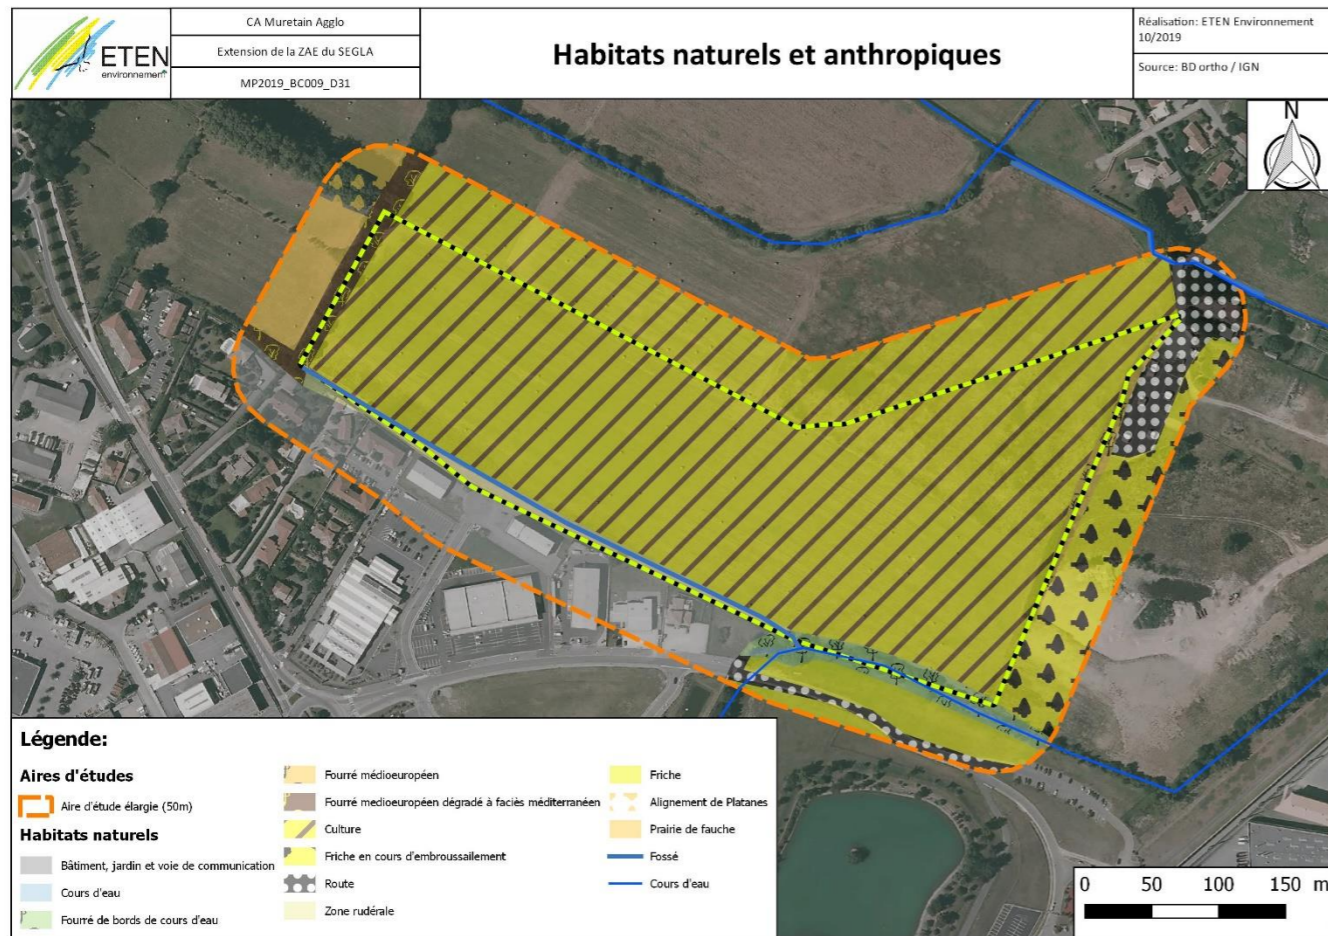 ETEN
environnement
CA Muretain Agglo
Extension de la ZAE du SEGLA
MP2019_BC009_D31
Habitats naturels et anthropiques
Réalisation: ETEN Environnement
10/2019
Source: BD ortho / IGN
N
Légende:
Aires d'études
Aire d'étude élargie (50m)
Habitats naturels
Bâtiment, jardin et voie de communication
Cours d'eau
Fourré de bords de cours d'eau
Fourré médioeuropéen
Fourré medioeuropéen dégradé à faciès méditerranéen
Culture
Friche en cours d'embroussailement
Route
Zone rudérale
Friche
Alignement de Platanes
Prairie de fauche
Fossé
Cours d'eau
0 50 100 150 m